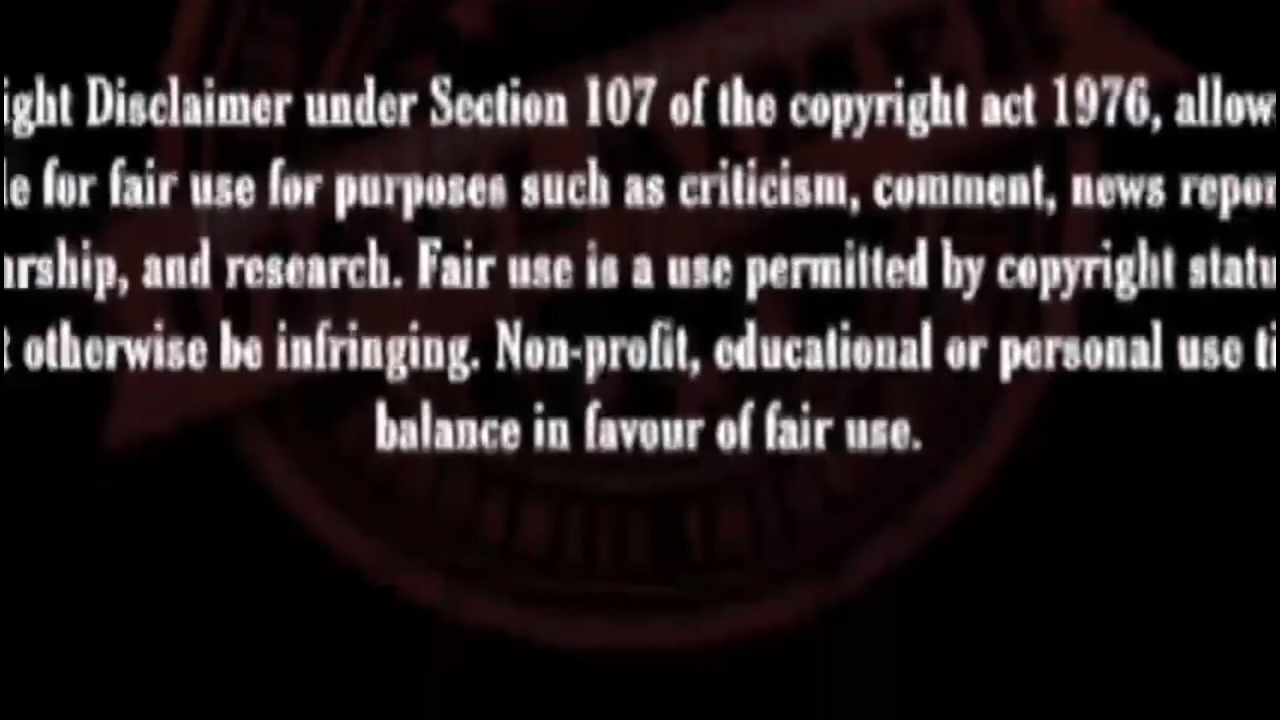 ight Disclaimer under Section 107 of the copyright act 1976, allow
e for fair use for purposes such as criticism, comment, news repor
rship, and research. Fair use is a use permitted by copyright statu
t otherwise be infringing. Non-profit, educational or personal use ti
balance in favour of fair use.